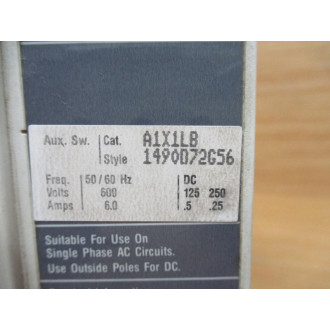 Aux. Sw. Cat. A1X1LB
Style 1490D72G56
Freq. 50/60 Hz DC
Volts 600 125 250
Amps 6.0 .5 .25
Suitable For Use On
Single Phase AC Circuits.
Use Outside Poles For DC.